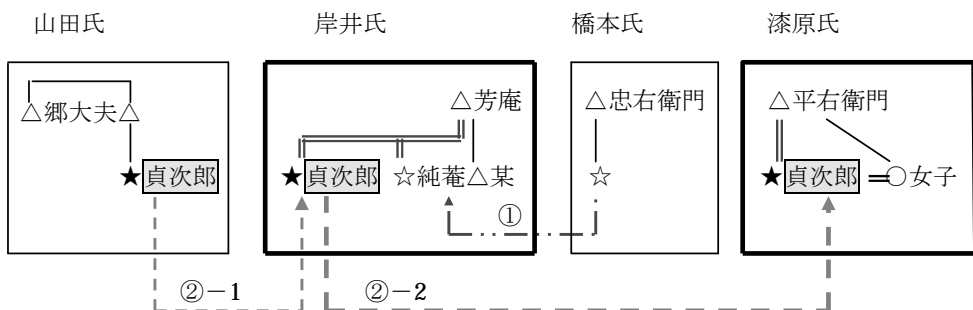 山田氏 岸井氏 橋本氏 漆原氏
△芳庵 △忠右衛門 △平右衛門
△郷大夫△
★貞次郎 ★貞次郎 ☆純菴△某 ☆ ★貞次郎 ○女子
①
②－1 ②－2